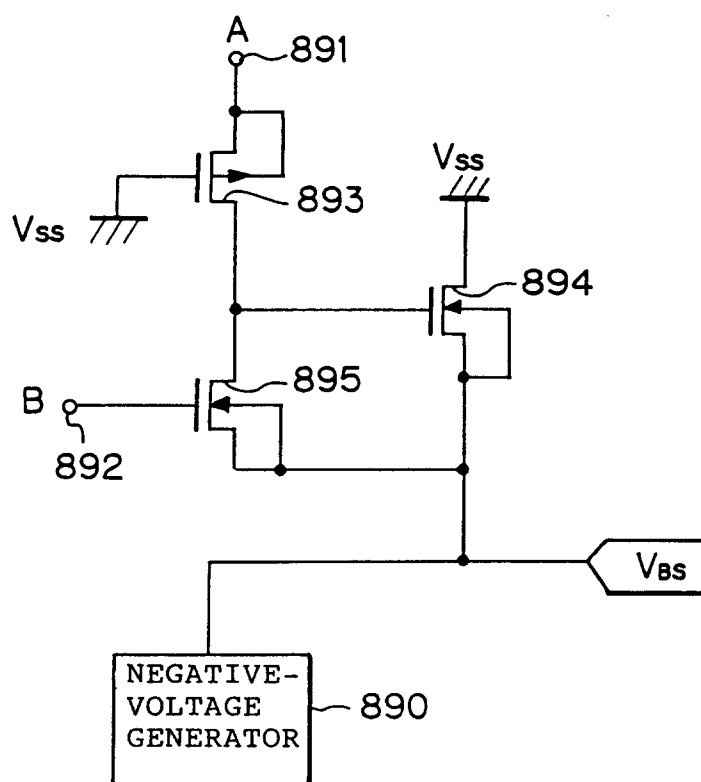 A
891
Vss
893
Vss
894
895
B
892
VBS
NEGATIVE-
VOLTAGE
GENERATOR
890